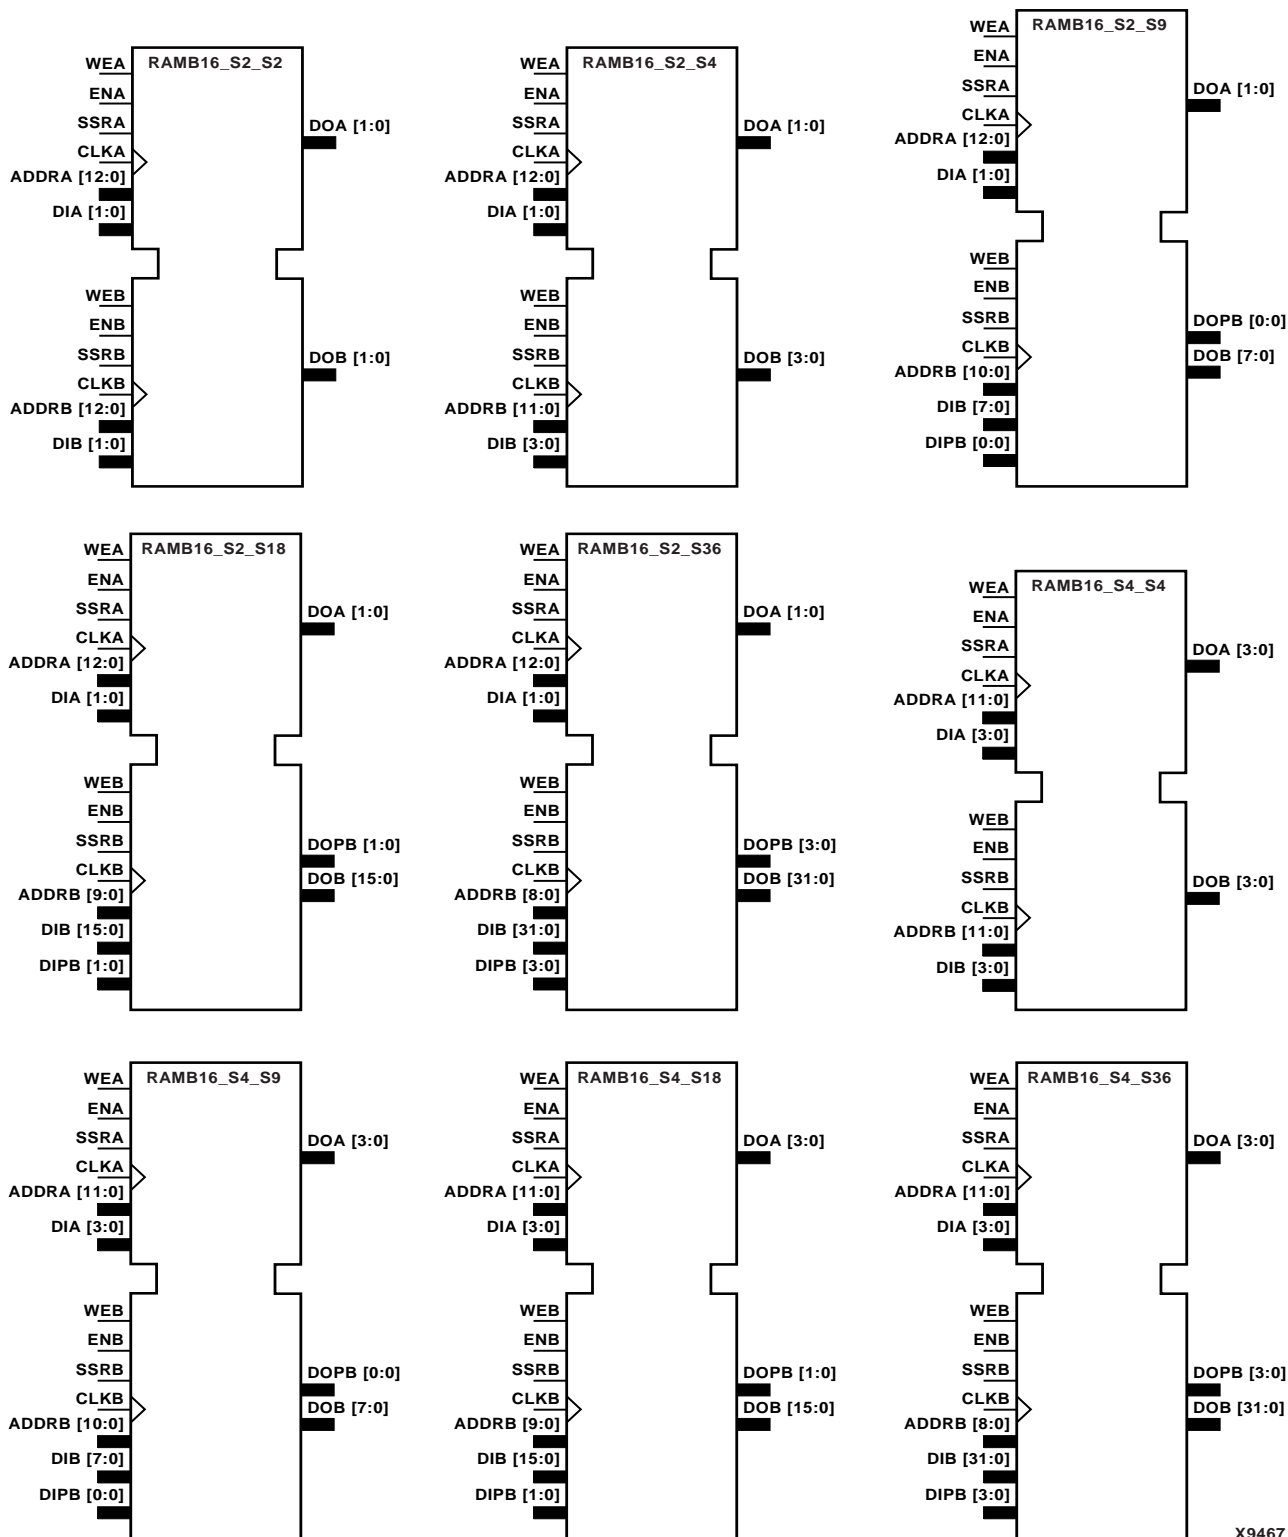 WEA
RAMB16_S2_S2
ENA
SSRA
DOA [1:0]
CLKA
ADDRA [12:0]
DIA [1:0]
WEB
ENB
SSRB
DOB [1:0]
CLKB
ADDRB [12:0]
DIB [1:0]
WEA
RAMB16_S2_S4
ENA
SSRA
DOA [1:0]
CLKA
ADDRA [12:0]
DIA [1:0]
WEB
ENB
SSRB
DOB [3:0]
CLKB
ADDRB [11:0]
DIB [3:0]
WEA
RAMB16_S2_S9
ENA
SSRA
DOA [1:0]
CLKA
ADDRA [12:0]
DIA [1:0]
WEB
ENB
SSRB
DOPB [0:0]
CLKB
DOB [7:0]
ADDRB [10:0]
DIB [7:0]
DIPB [0:0]
WEA
RAMB16_S2_S18
ENA
SSRA
DOA [1:0]
CLKA
ADDRA [12:0]
DIA [1:0]
WEB
ENB
SSRB
DOPB [1:0]
CLKB
DOB [15:0]
ADDRB [9:0]
DIB [15:0]
DIPB [1:0]
WEA
RAMB16_S2_S36
ENA
SSRA
DOA [1:0]
CLKA
ADDRA [12:0]
DIA [1:0]
WEB
ENB
SSRB
DOPB [3:0]
CLKB
DOB [31:0]
ADDRB [8:0]
DIB [31:0]
DIPB [3:0]
WEA
RAMB16_S4_S4
ENA
SSRA
DOA [3:0]
CLKA
ADDRA [11:0]
DIA [3:0]
WEB
ENB
SSRB
DOB [3:0]
CLKB
ADDRB [11:0]
DIB [3:0]
WEA
RAMB16_S4_S9
ENA
SSRA
DOA [3:0]
CLKA
ADDRA [11:0]
DIA [3:0]
WEB
ENB
SSRB
DOPB [0:0]
CLKB
DOB [7:0]
ADDRB [10:0]
DIB [7:0]
DIPB [0:0]
WEA
RAMB16_S4_S18
ENA
SSRA
DOA [3:0]
CLKA
ADDRA [11:0]
DIA [3:0]
WEB
ENB
SSRB
DOPB [1:0]
CLKB
DOB [15:0]
ADDRB [9:0]
DIB [15:0]
DIPB [1:0]
WEA
RAMB16_S4_S36
ENA
SSRA
DOA [3:0]
CLKA
ADDRA [11:0]
DIA [3:0]
WEB
ENB
SSRB
DOPB [3:0]
CLKB
DOB [31:0]
ADDRB [8:0]
DIB [31:0]
DIPB [3:0]
X9467